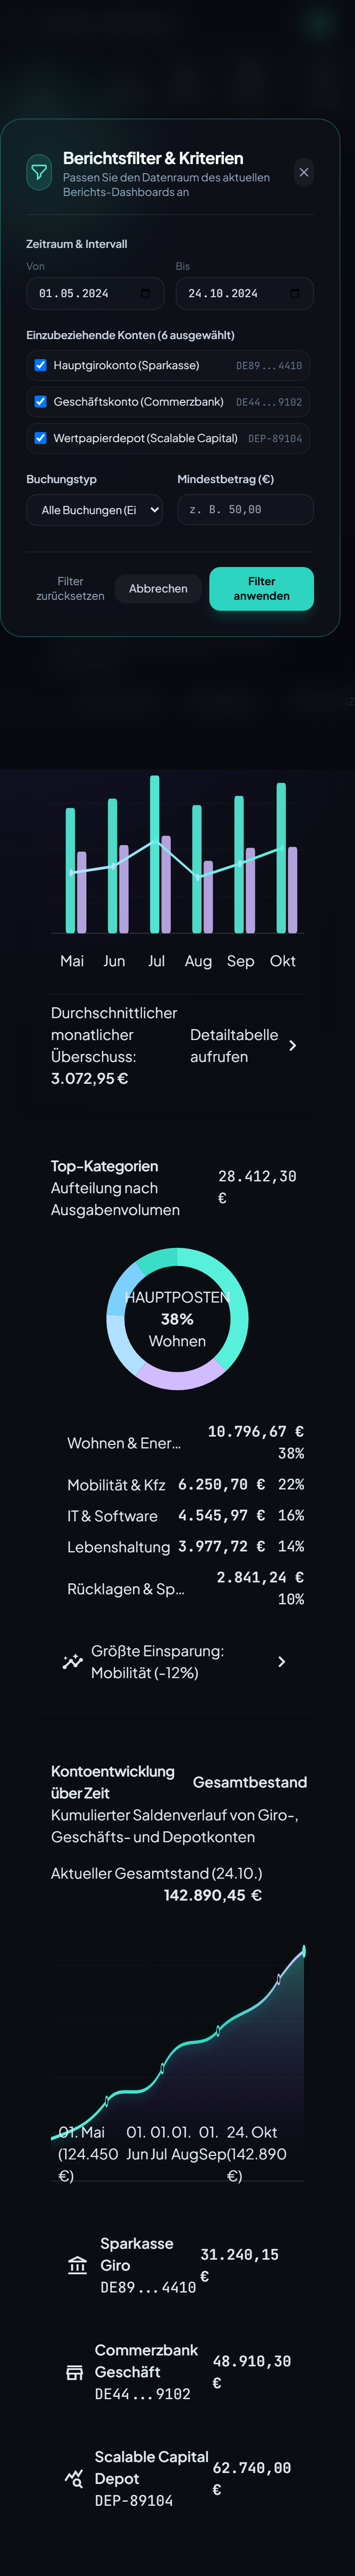 Berichtsfilter & Kriterien
Passen Sie den Datenraum des aktuellen
Berichts-Dashboards an
Zeitraum & Intervall
Von
Bis
01.05.2024
24.10.2024
Einzubeziehende Konten (6 ausgewählt)
Hauptgirokonto (Sparkasse) DE89...4410
Geschäftskonto (Commerzbank) DE44...9102
Wertpapierdepot (Scalable Capital) DEP-89104
Buchungstyp
Mindestbetrag (€)
Alle Buchungen (Ei
z. B. 50,00
Filter
zurücksetzen
Abbrechen
Filter
anwenden
Mai Jun Jul Aug Sep Okt
Durchschnittlicher
monatlicher
Überschuss:
3.072,95 €
Detailtabelle
aufrufen
Top-Kategorien
Aufteilung nach
Ausgabenvolumen
28.412,30
€
HAUPTPOSTEN
38%
Wohnen
Wohnen & Ener... 10.796,67 €
38%
Mobilität & Kfz 6.250,70 € 22%
IT & Software 4.545,97 € 16%
Lebenshaltung 3.977,72 € 14%
Rücklagen & Sp... 2.841,24 €
10%
Größte Einsparung:
Mobilität (-12%)
Kontoentwicklung
über Zeit
Gesamtbestand
Kumulierter Saldenverlauf von Giro-,
Geschäfts- und Depotkonten
Aktueller Gesamtstand (24.10.)
142.890,45 €
01. Mai
(124.450
€)
01.
Jun
01.
Jul
01.
Aug
01.
Sep
24. Okt
(142.890
€)
Sparkasse
Giro
DE89...4410
31.240,15
€
Commerzbank
Geschäft
DE44...9102
48.910,30
€
Scalable Capital
Depot
DEP-89104
62.740,00
€